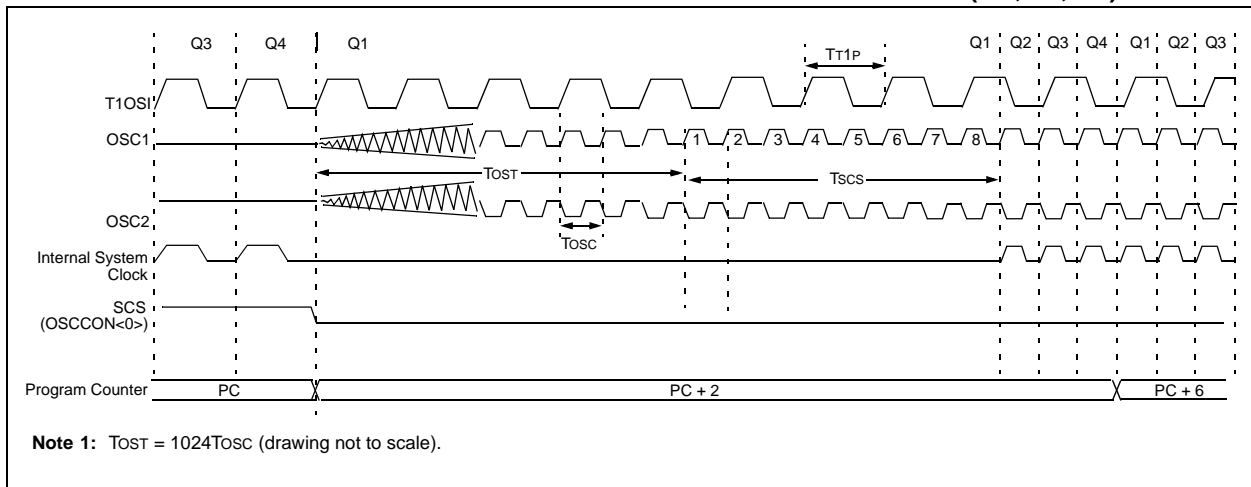 Q3 Q4 Q1 Q1 Q2 Q3 Q4 Q1 Q2 Q3
TT1P
T1OSI
OSC1
1 2 3 4 5 6 7 8
TOST
TSCS
OSC2
TOSC
Internal System
Clock
SCS
(OSCCON<0>)
Program Counter PC PC + 2 PC + 6
Note 1: TOST = 1024TOSC (drawing not to scale).